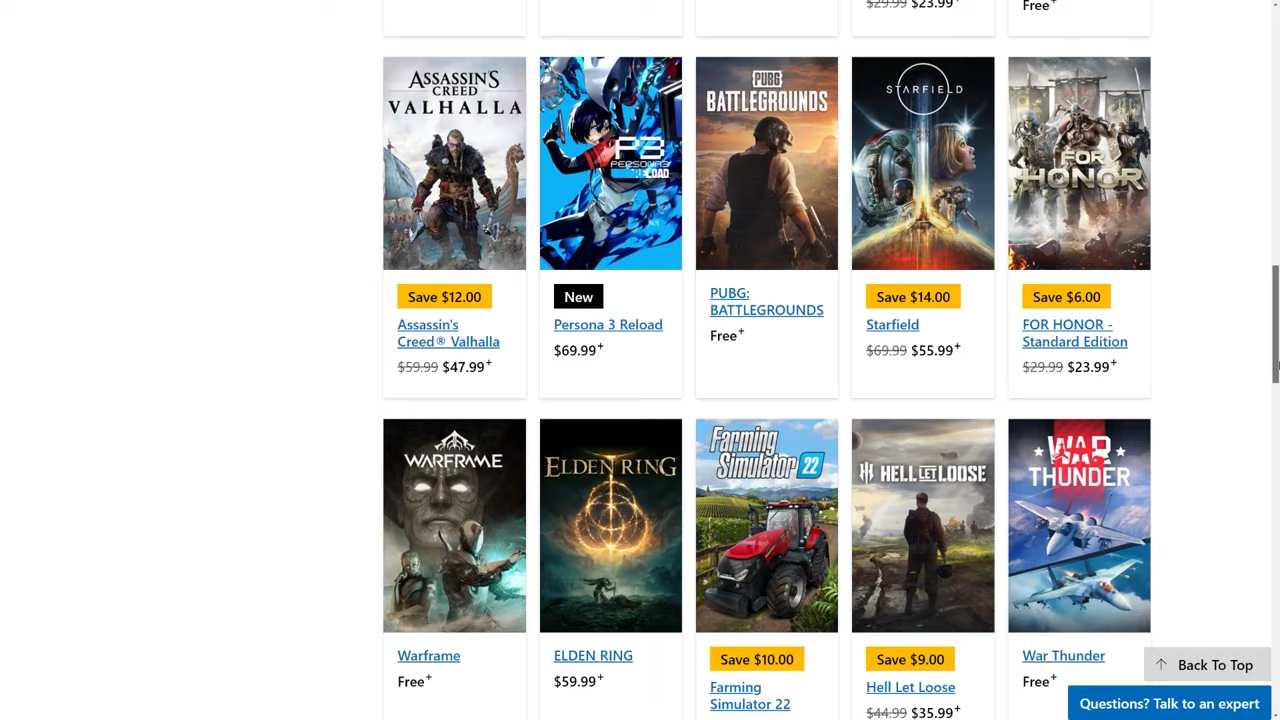 $29.99 $23.99+
Free+
ASSASSIN'S
CREED
VALHALLA
P3
PERSONA3
RELOAD
PUBG
BATTLEGROUNDS
STARFIELD
FOR
HONOR
Save $12.00
Assassin's
Creed® Valhalla
$59.99 $47.99+
New
Persona 3 Reload
$69.99+
PUBG:
BATTLEGROUNDS
Free+
Save $14.00
Starfield
$69.99 $55.99+
Save $6.00
FOR HONOR -
Standard Edition
$29.99 $23.99+
WARFRAME
ELDEN RING
Farming
Simulator 22
HELL LET LOOSE
WAR
THUNDER
Warframe
Free+
ELDEN RING
$59.99+
Save $10.00
Farming
Simulator 22
Save $9.00
Hell Let Loose
$44.99 $35.99+
War Thunder
Free+
Back To Top
Questions? Talk to an expert